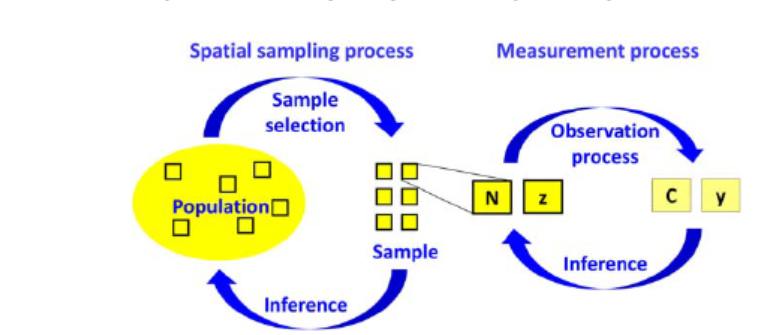 Spatial sampling process
Measurement process
Sample
selection
Observation
process
Population
N
z
C
y
Sample
Inference
Inference